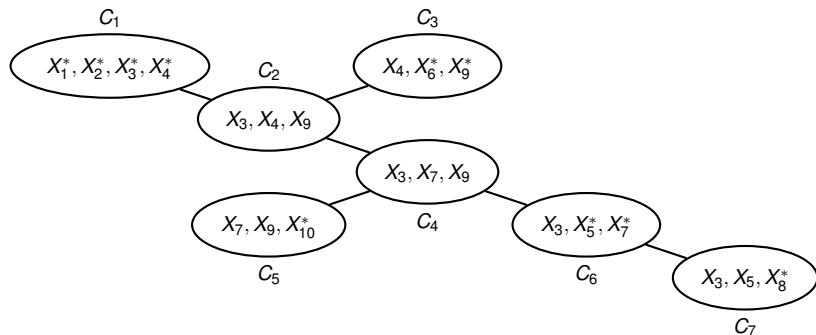 C₁
C₃
X₁*, X₂*, X₃*, X₄*
C₂
X₄, X₆*, X₉*
X₃, X₄, X₉
X₃, X₇, X₉
X₇, X₉, X₁₀*
C₄
X₃, X₅*, X₇*
C₅
C₆
X₃, X₅, X₈*
C₇